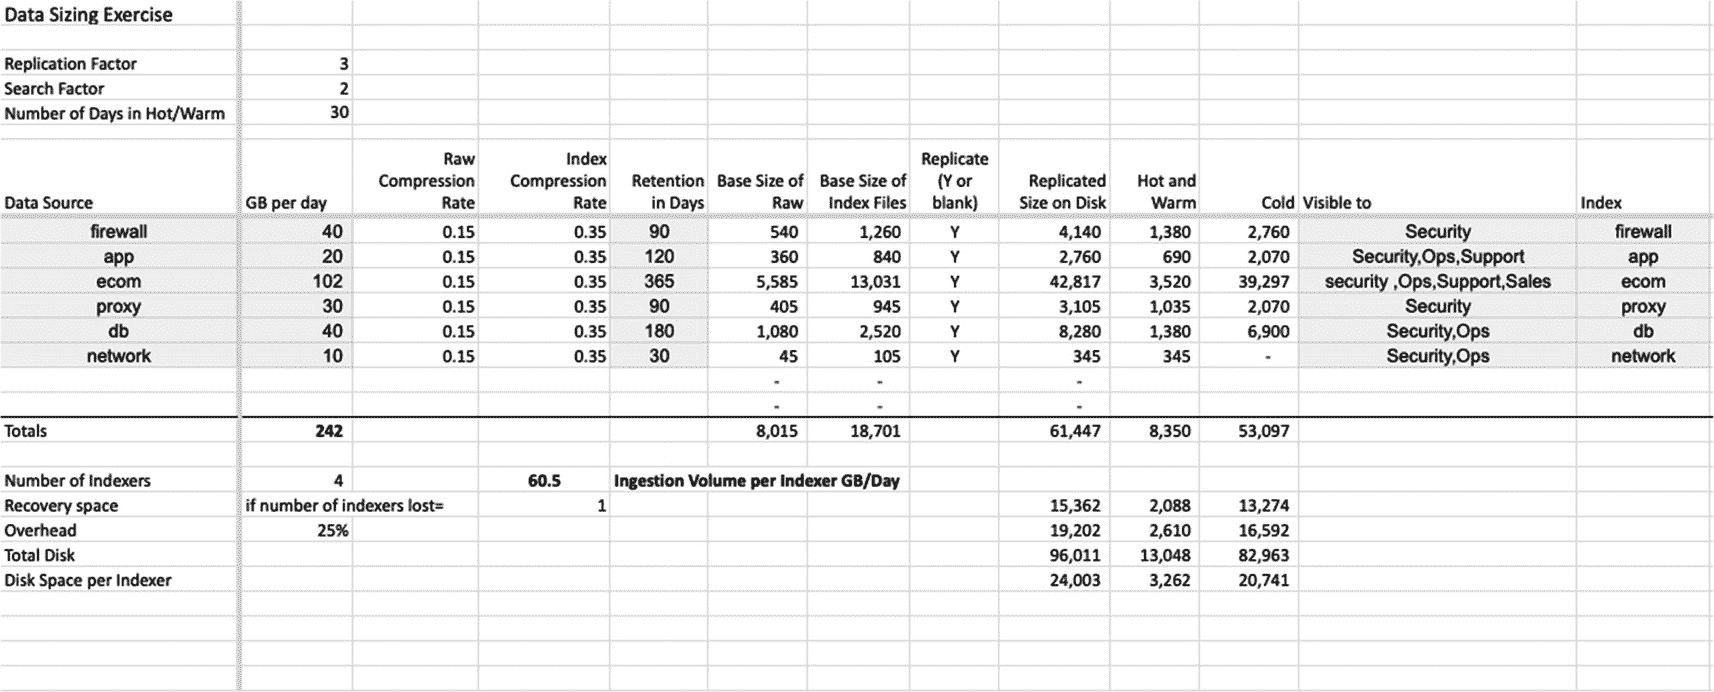 Data Sizing Exercise
Replication Factor 3
Search Factor 2
Number of Days in Hot/Warm 30
Raw Index Replicate
Compression Compression Retention Base Size of Base Size of (Y or Replicated Hot and
Data Source GB per day Rate Rate in Days Raw Index Files blank) Size on Disk Warm Cold Visible to Index
firewall 40 0.15 0.35 90 540 1,260 Y 4,140 1,380 2,760 Security firewall
app 20 0.15 0.35 120 360 840 Y 2,760 690 2,070 Security,Ops,Support app
ecom 102 0.15 0.35 365 5,585 13,031 Y 42,817 3,520 39,297 security ,Ops,Support,Sales ecom
proxy 30 0.15 0.35 90 405 945 Y 3,105 1,035 2,070 Security proxy
db 40 0.15 0.35 180 1,080 2,520 Y 8,280 1,380 6,900 Security,Ops db
network 10 0.15 0.35 30 45 105 Y 345 345 - Security,Ops network
- - -
- - -
Totals 242 8,015 18,701 61,447 8,350 53,097
Number of Indexers 4 60.5 Ingestion Volume per Indexer GB/Day
Recovery space if number of indexers lost= 1 15,362 2,088 13,274
Overhead 25% 19,202 2,610 16,592
Total Disk 96,011 13,048 82,963
Disk Space per Indexer 24,003 3,262 20,741